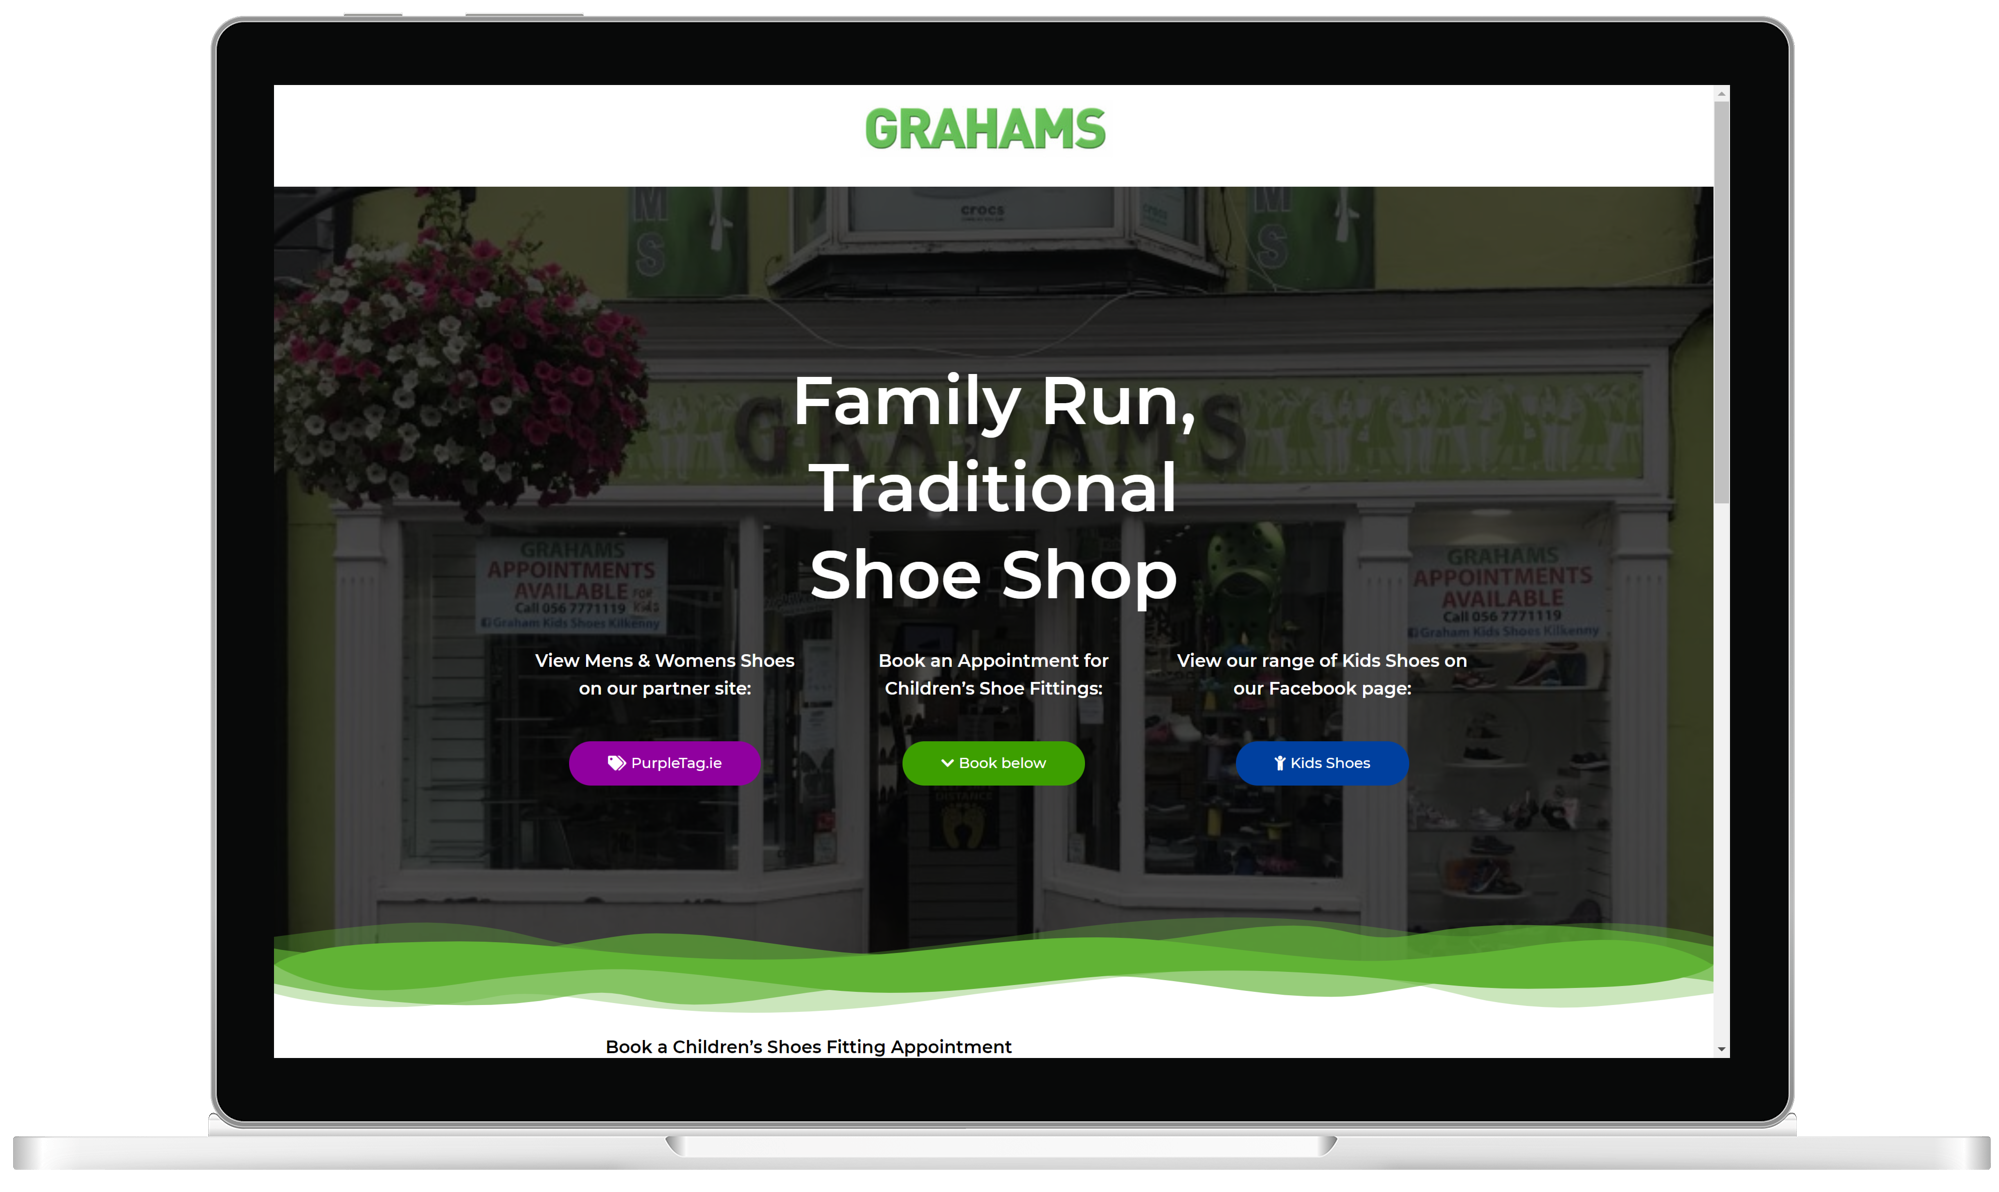 GRAHAMS
M
S
crocs
crocs
M
S
Family Run,
GRAHAMS
Traditional
Shoe Shop
GRAHAMS
APPOINTMENTS
AVAILABLE FOR
Call 056 7771119 Kids
Graham Kids Shoes Kilkenny
GRAHAMS
APPOINTMENTS
AVAILABLE
Call 056 7771119
Graham Kids Shoes Kilkenny
View Mens & Womens Shoes
on our partner site:
Book an Appointment for
Children’s Shoe Fittings:
View our range of Kids Shoes on
our Facebook page:
PurpleTag.ie
Book below
Kids Shoes
DISTANCE
Book a Children’s Shoes Fitting Appointment